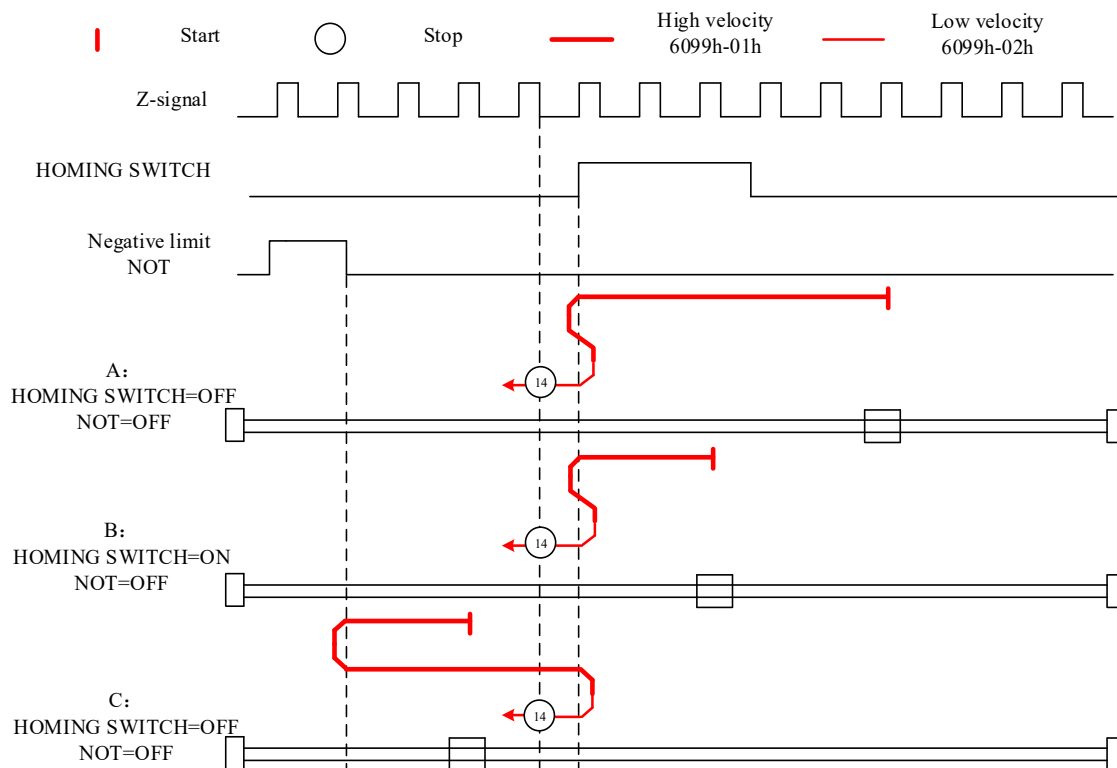 Start
Stop
High velocity
6099h-01h
Low velocity
6099h-02h
Z-signal
HOMING SWITCH
Negative limit
NOT
A：
HOMING SWITCH=OFF
NOT=OFF
14
B：
HOMING SWITCH=ON
NOT=OFF
14
C：
HOMING SWITCH=OFF
NOT=OFF
14